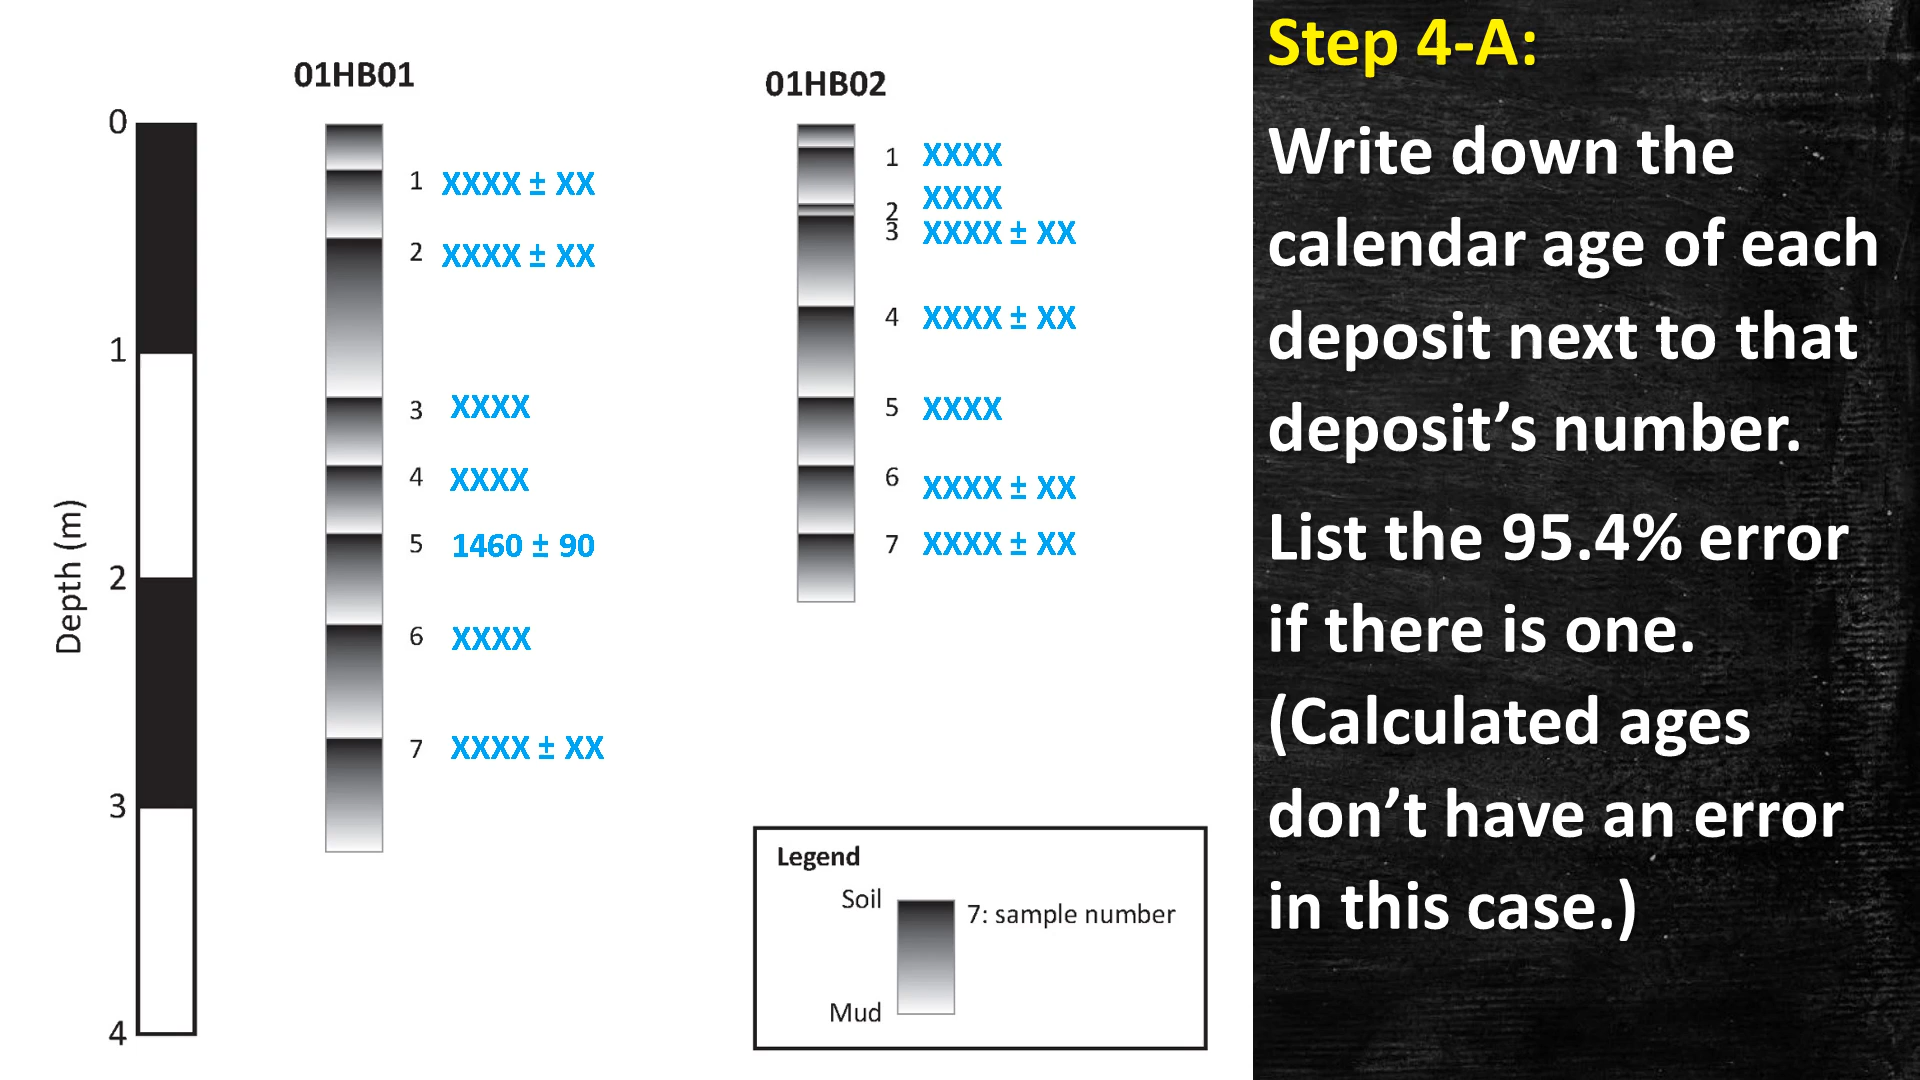 01HB01
01HB02
0
1
2
3
4
Depth (m)
1 XXXX ± XX
2 XXXX ± XX
3 XXXX
4 XXXX
5 1460 ± 90
6 XXXX
7 XXXX ± XX
1 XXXX
2 XXXX
3 XXXX ± XX
4 XXXX ± XX
5 XXXX
6 XXXX ± XX
7 XXXX ± XX
Legend
Soil
7: sample number
Mud
Step 4-A:
Write down the
calendar age of each
deposit next to that
deposit’s number.
List the 95.4% error
if there is one.
(Calculated ages
don’t have an error
in this case.)